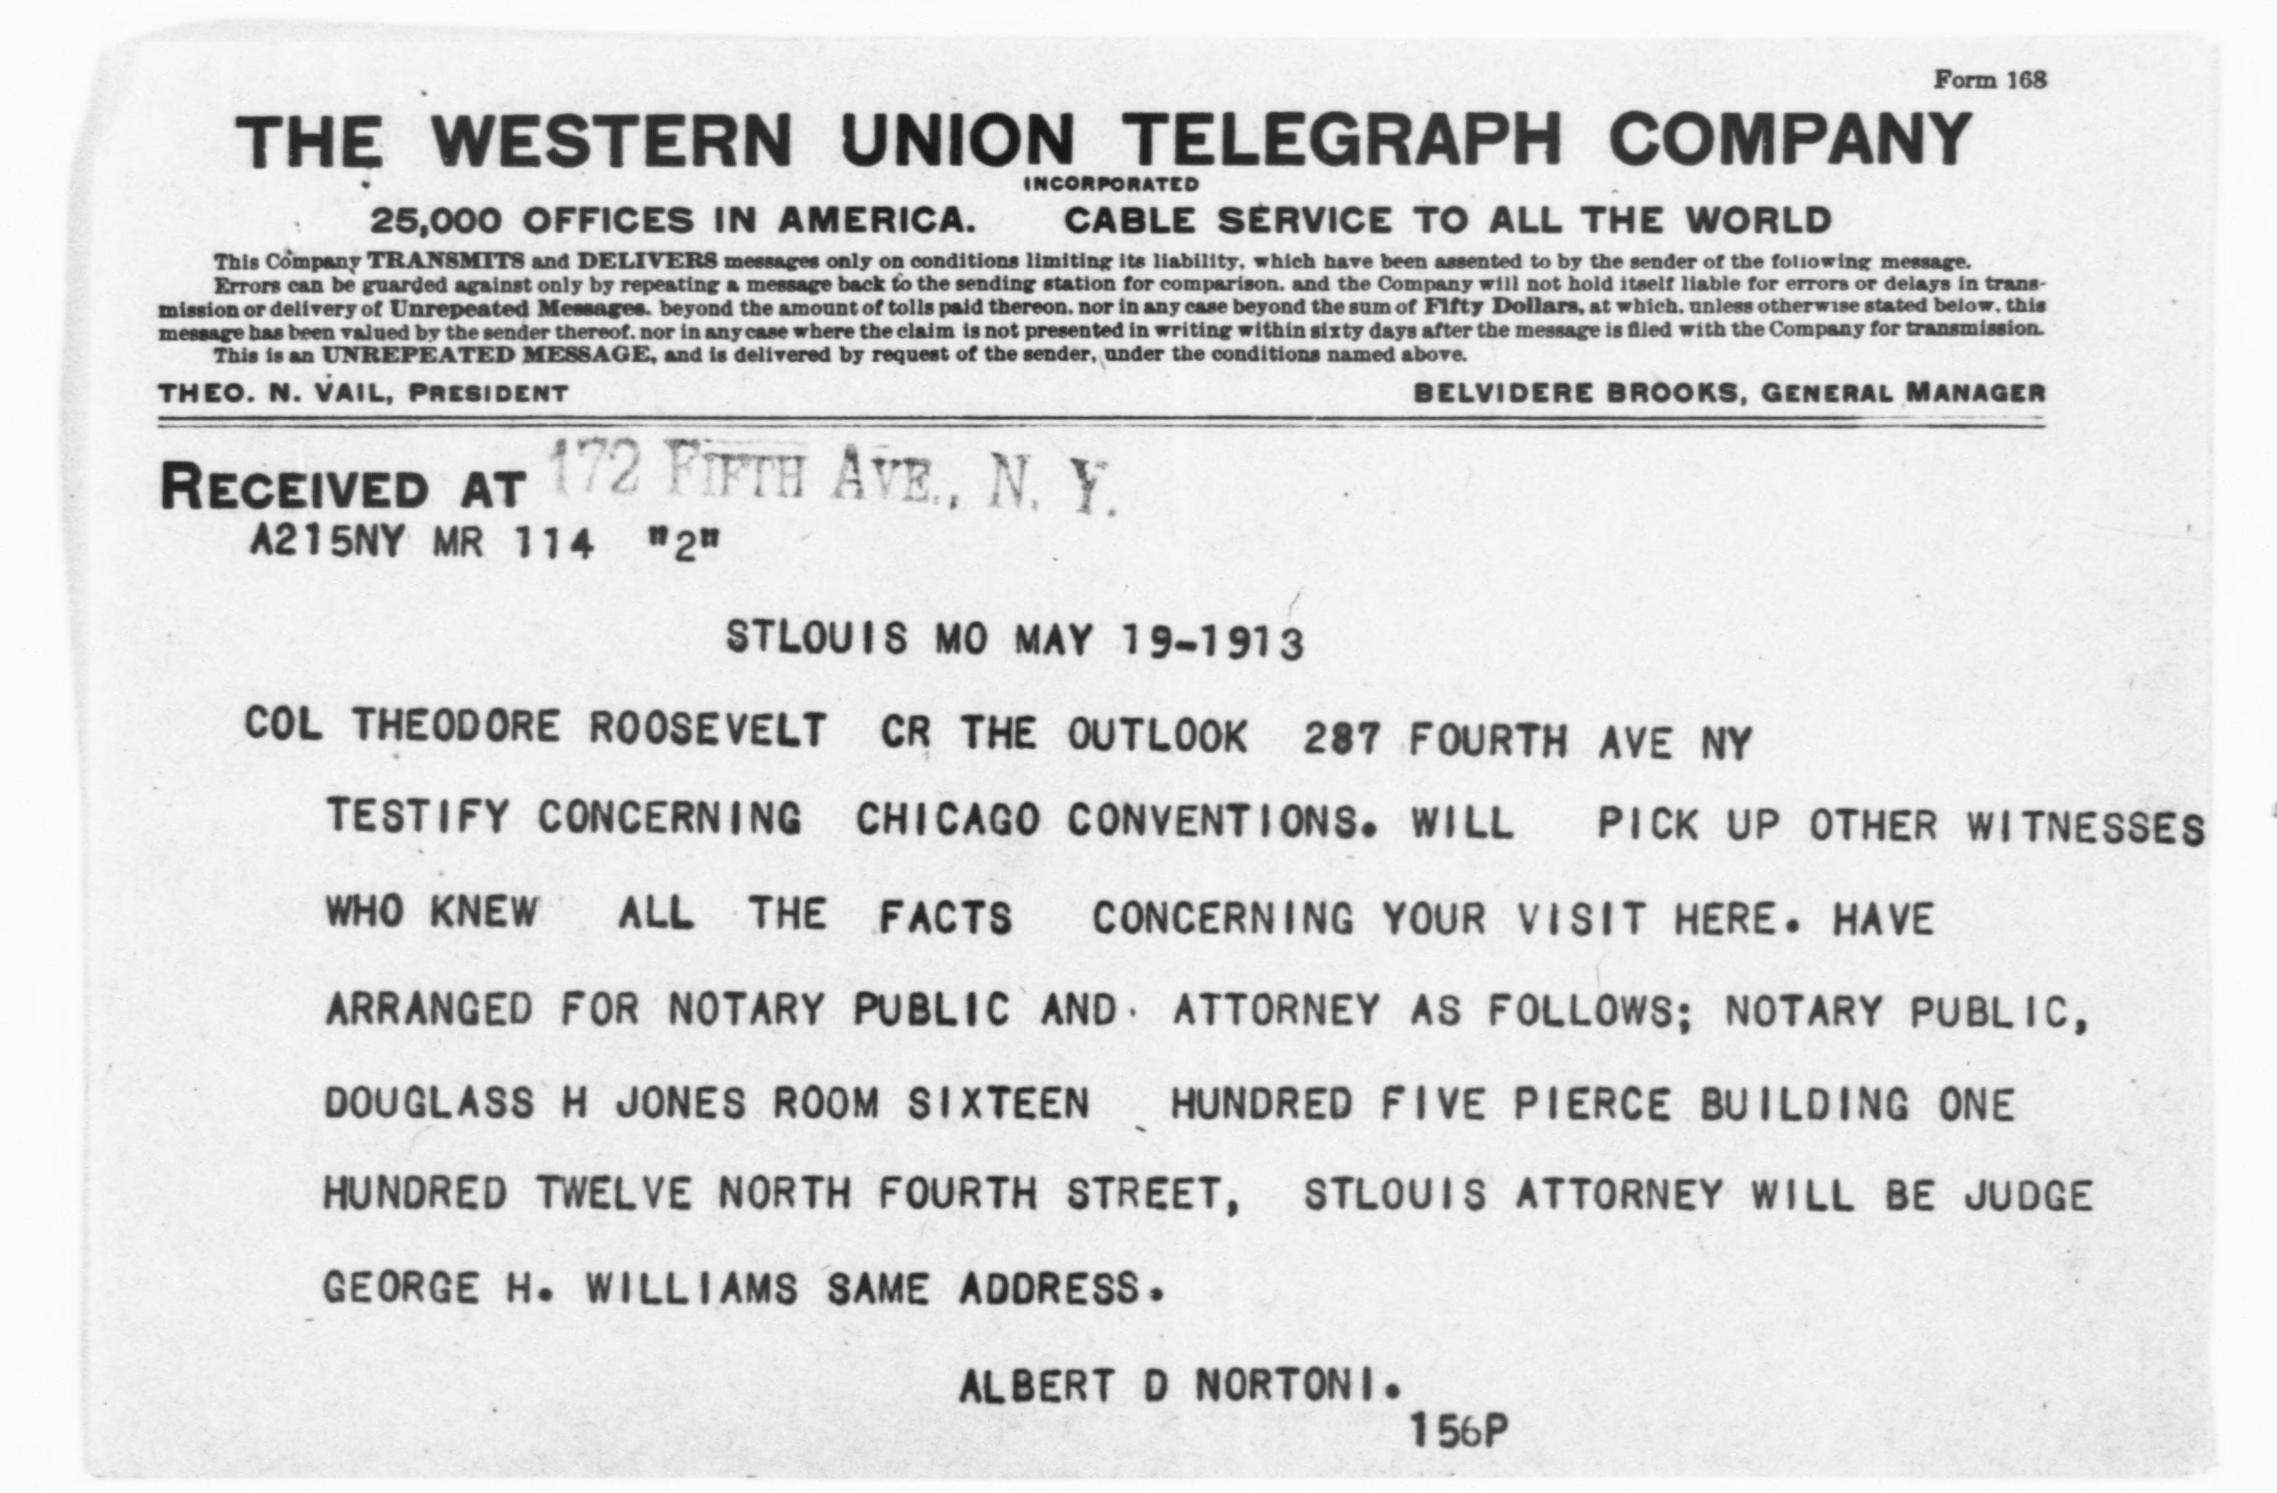 Form 168
THE WESTERN UNION TELEGRAPH COMPANY
INCORPORATED
25,000 OFFICES IN AMERICA. CABLE SERVICE TO ALL THE WORLD
This Company TRANSMITS and DELIVERS messages only on conditions limiting its liability, which have been assented to by the sender of the following message.
Errors can be guarded against only by repeating a message back to the sending station for comparison, and the Company will not hold itself liable for errors or delays in trans-
mission or delivery of Unrepeated Messages, beyond the amount of tolls paid thereon, nor in any case beyond the sum of Fifty Dollars, at which, unless otherwise stated below, this
message has been valued by the sender thereof, nor in any case where the claim is not presented in writing within sixty days after the message is filed with the Company for transmission.
This is an UNREPEATED MESSAGE, and is delivered by request of the sender, under the conditions named above.
THEO. N. VAIL, PRESIDENT BELVIDERE BROOKS, GENERAL MANAGER
RECEIVED AT 172 FIFTH AVE., N. Y.
A215NY MR 114 "2"
STLOUIS MO MAY 19-1913
COL THEODORE ROOSEVELT CR THE OUTLOOK 287 FOURTH AVE NY
TESTIFY CONCERNING CHICAGO CONVENTIONS. WILL PICK UP OTHER WITNESSES
WHO KNEW ALL THE FACTS CONCERNING YOUR VISIT HERE. HAVE
ARRANGED FOR NOTARY PUBLIC AND ATTORNEY AS FOLLOWS; NOTARY PUBLIC,
DOUGLASS H JONES ROOM SIXTEEN HUNDRED FIVE PIERCE BUILDING ONE
HUNDRED TWELVE NORTH FOURTH STREET, STLOUIS ATTORNEY WILL BE JUDGE
GEORGE H. WILLIAMS SAME ADDRESS.
ALBERT D NORTONI.
156P